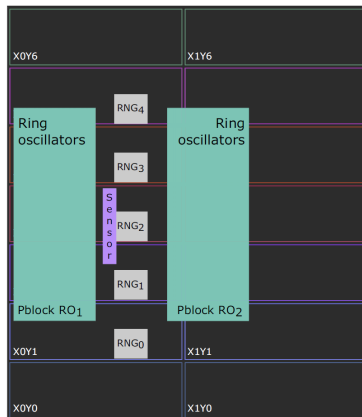 X0Y6
X1Y6
Ring
oscillators
RNG4
Ring
oscillators
RNG3
Sensor
RNG2
RNG1
Pblock RO1
Pblock RO2
RNG0
X0Y1
X1Y1
X0Y0
X1Y0